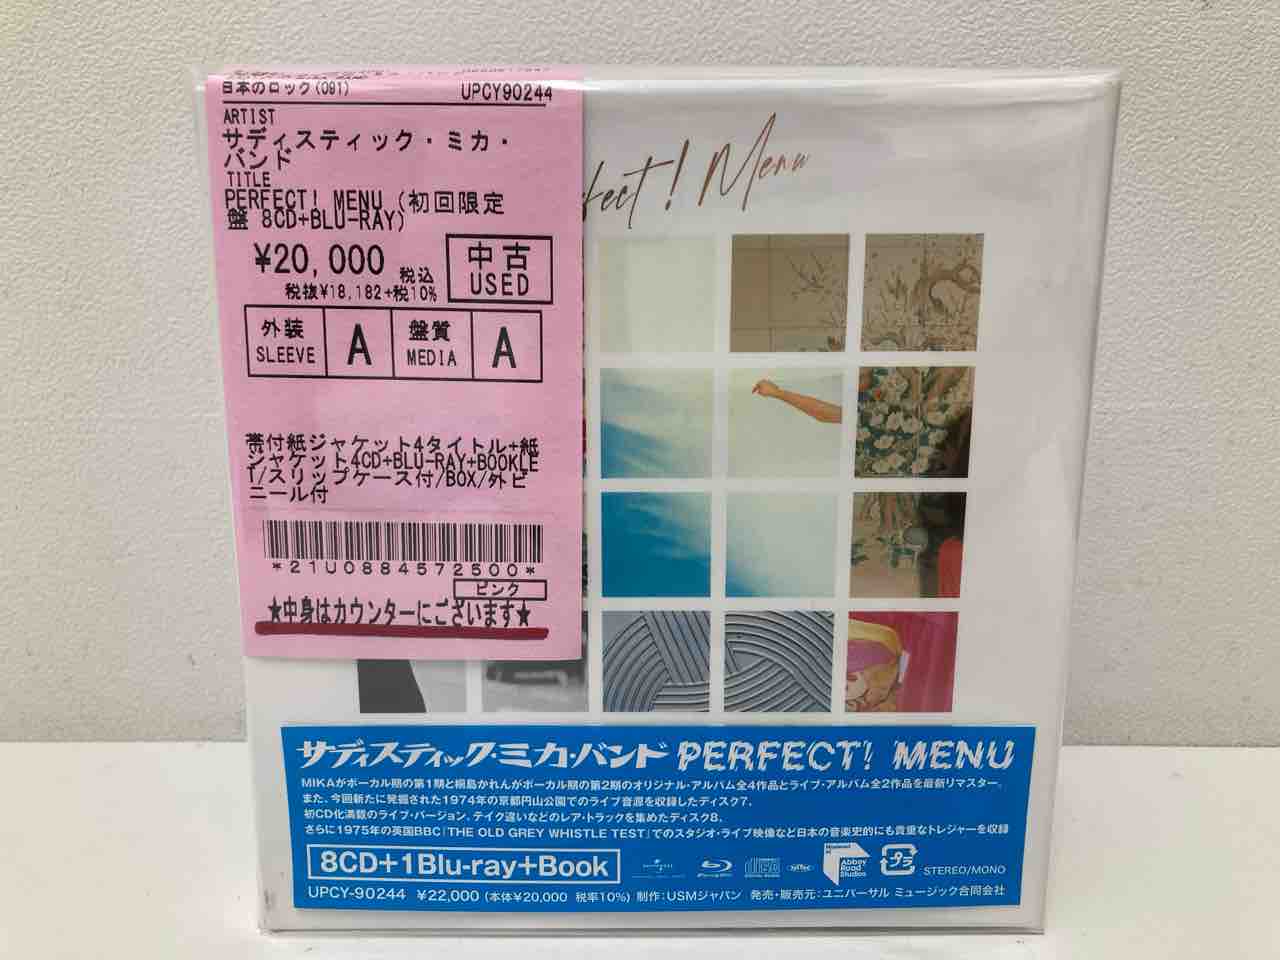 日本のロック(091) UPCY90244
ARTIST
サディスティック・ミカ・
バンド
TITLE
PERFECT! MENU (初回限定
盤 8CD+BLU-RAY)
¥20,000 税込
税抜¥18,182+税10%
中古
USED
外装
SLEEVE
A
盤質
MEDIA
A
帯付紙ジャケット4タイトル+紙
ジャケット4CD+BLU-RAY+BOOKLE
T/スリップケース付/BOX/外ビ
ニール付
*21U0884572500*
ピンク
★中身はカウンターにございます★
fect! Menu
サディスティック・ミカ・バンド PERFECT! MENU
MIKAがボーカル期の第1期と桐島かれんがボーカル期の第2期のオリジナル・アルバム全4作品とライブ・アルバム全2作品を最新リマスター。
また、今回新たに発掘された1974年の京都円山公園でのライブ音源を収録したディスク7、
初CD化満載のライブ・バージョン、テイク違いなどのレア・トラックを集めたディスク8、
さらに1975年の英国BBC「THE OLD GREY WHISTLE TEST」でのスタジオ・ライブ映像など日本の音楽史的にも貴重なトレジャーを収録
8CD+1Blu-ray+Book
Blu-ray Disc
Abbey
Road
Studios
プラ
STEREO/MONO
UPCY-90244 ¥22,000 (本体¥20,000 税率10%) 制作:USMジャパン 発売・販売元:ユニバーサル ミュージック合同会社